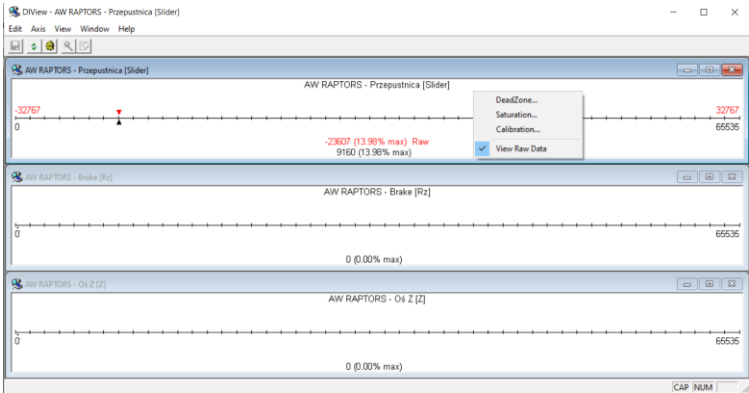 DIView - AW RAPTORS - Przepustnica [Slider]
Edit Axis View Window Help
AW RAPTORS - Przepustnica [Slider]
AW RAPTORS - Przepustnica [Slider]
DeadZone...
Saturation...
Calibration...
View Raw Data
-32767 32767
0 65535
-23607 (13.98% max) Raw
9160 (13.98% max)
AW RAPTORS - Brake [Rz]
AW RAPTORS - Brake [Rz]
0 65535
0 (0.00% max)
AW RAPTORS - Oś Z [Z]
AW RAPTORS - Oś Z [Z]
0 65535
0 (0.00% max)
CAP NUM